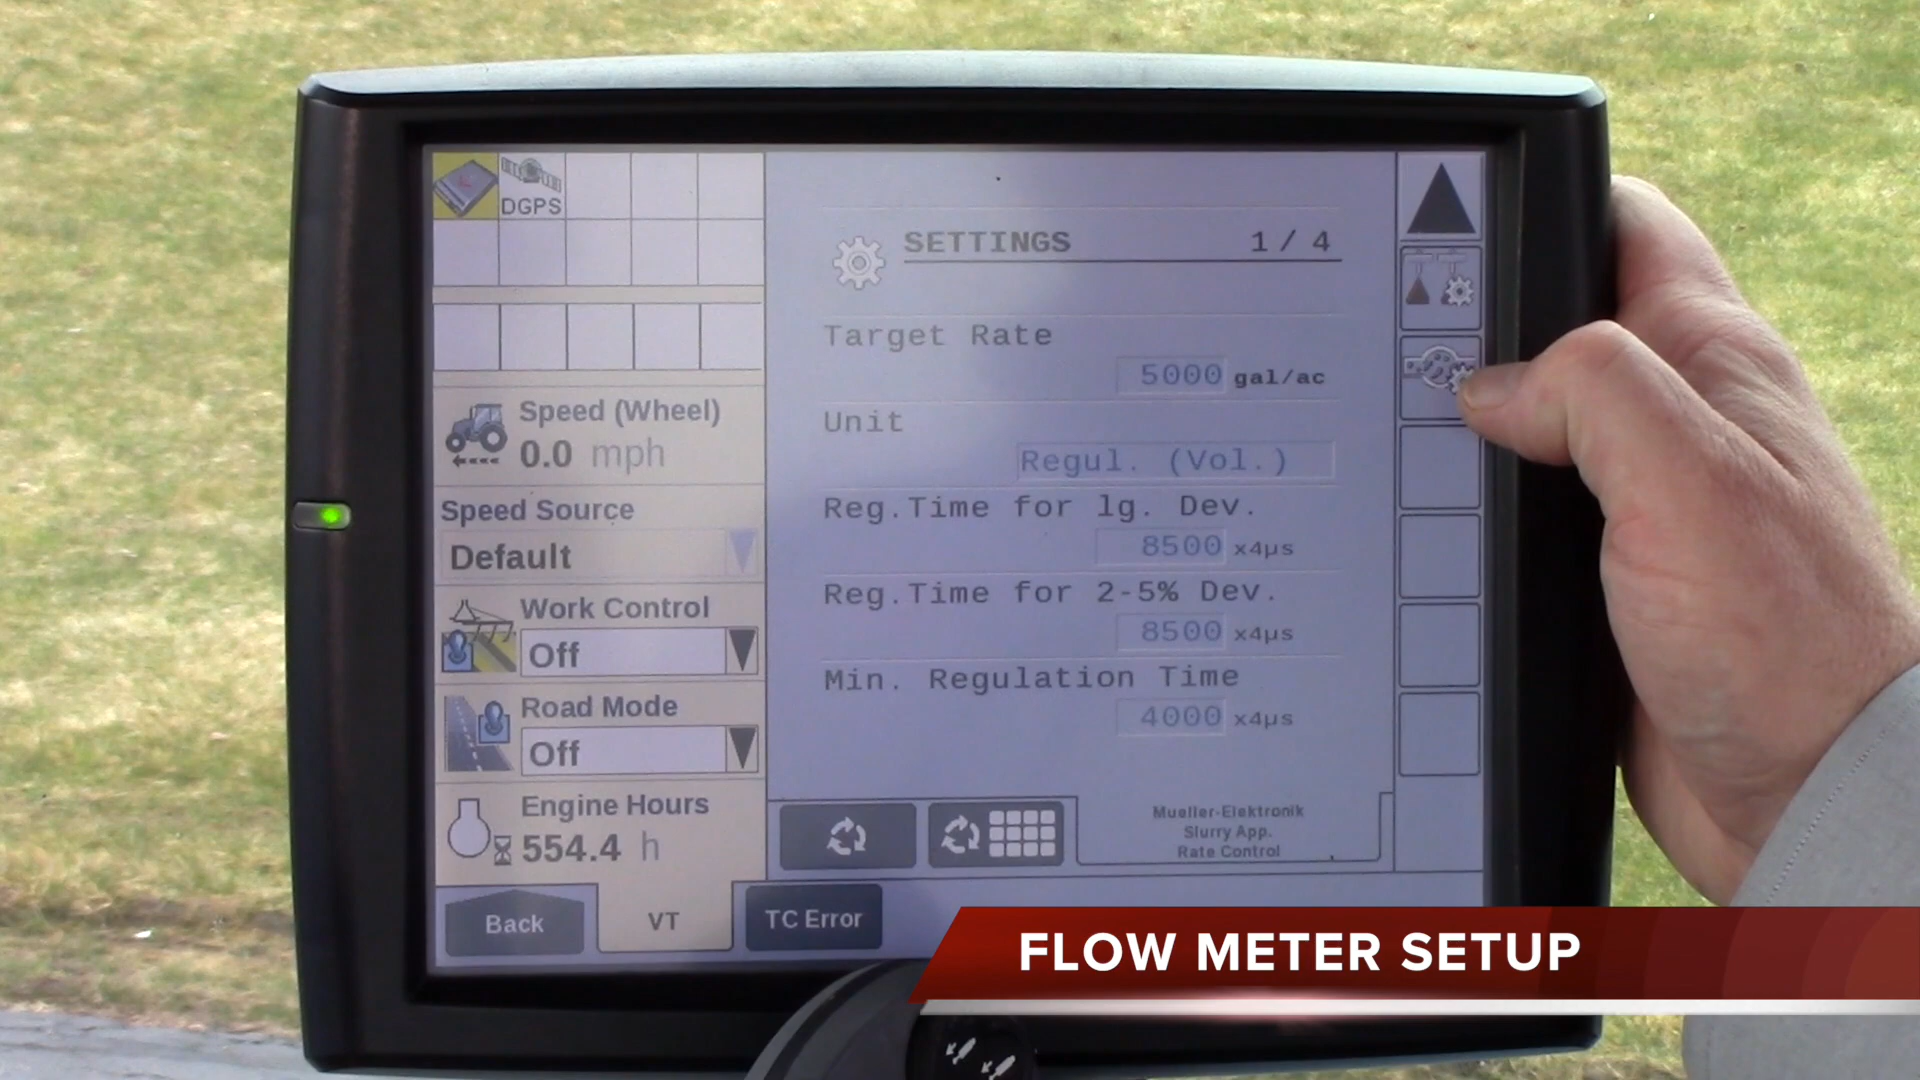 DGPS
Speed (Wheel)
0.0 mph
Speed Source
Default
Work Control
Off
Road Mode
Off
Engine Hours
554.4 h
SETTINGS 1 / 4
Target Rate
5000 gal/ac
Unit
Regul. (Vol.)
Reg.Time for lg. Dev.
8500 x4µs
Reg.Time for 2-5% Dev.
8500 x4µs
Min. Regulation Time
4000 x4µs
Mueller-Elektronik
Slurry App.
Rate Control
Back
VT
TC Error
FLOW METER SETUP